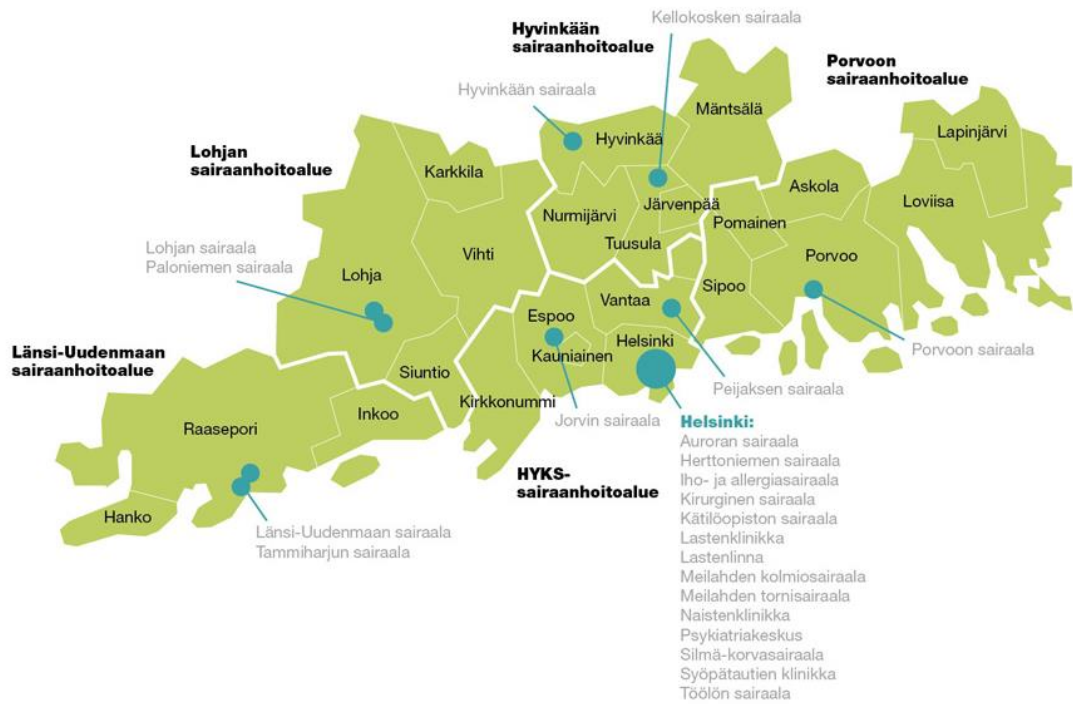 Kellokosken sairaala
Hyvinkään
sairaanhoitoalue
Porvoon
sairaanhoitoalue
Hyvinkään sairaala
Mäntsälä
Hyvinkää
Lapinjärvi
Lohjan
sairaanhoitoalue
Karkkila
Askola
Järvenpää
Loviisa
Nurmijärvi
Pornainen
Tuusula
Lohjan sairaala
Paloniemen sairaala
Vihti
Porvoo
Lohja
Sipoo
Vantaa
Espoo
Helsinki
Länsi-Uudenmaan
sairaanhoitoalue
Kauniainen
Porvoon sairaala
Siuntio
Peijaksen sairaala
Kirkkonummi
Inkoo
Jorvin sairaala
Raasepori
HYKS-
sairaanhoitoalue
Hanko
Länsi-Uudenmaan sairaala
Tammiharjun sairaala
Helsinki:
Auroran sairaala
Herttoniemen sairaala
Iho- ja allergiasairaala
Kirurginen sairaala
Kätilöopiston sairaala
Lastenklinikka
Lastenlinna
Meilahden kolmiosairaala
Meilahden tornisairaala
Naistenklinikka
Psykiatriakeskus
Silmä-korvasairaala
Syöpätautien klinikka
Töölön sairaala